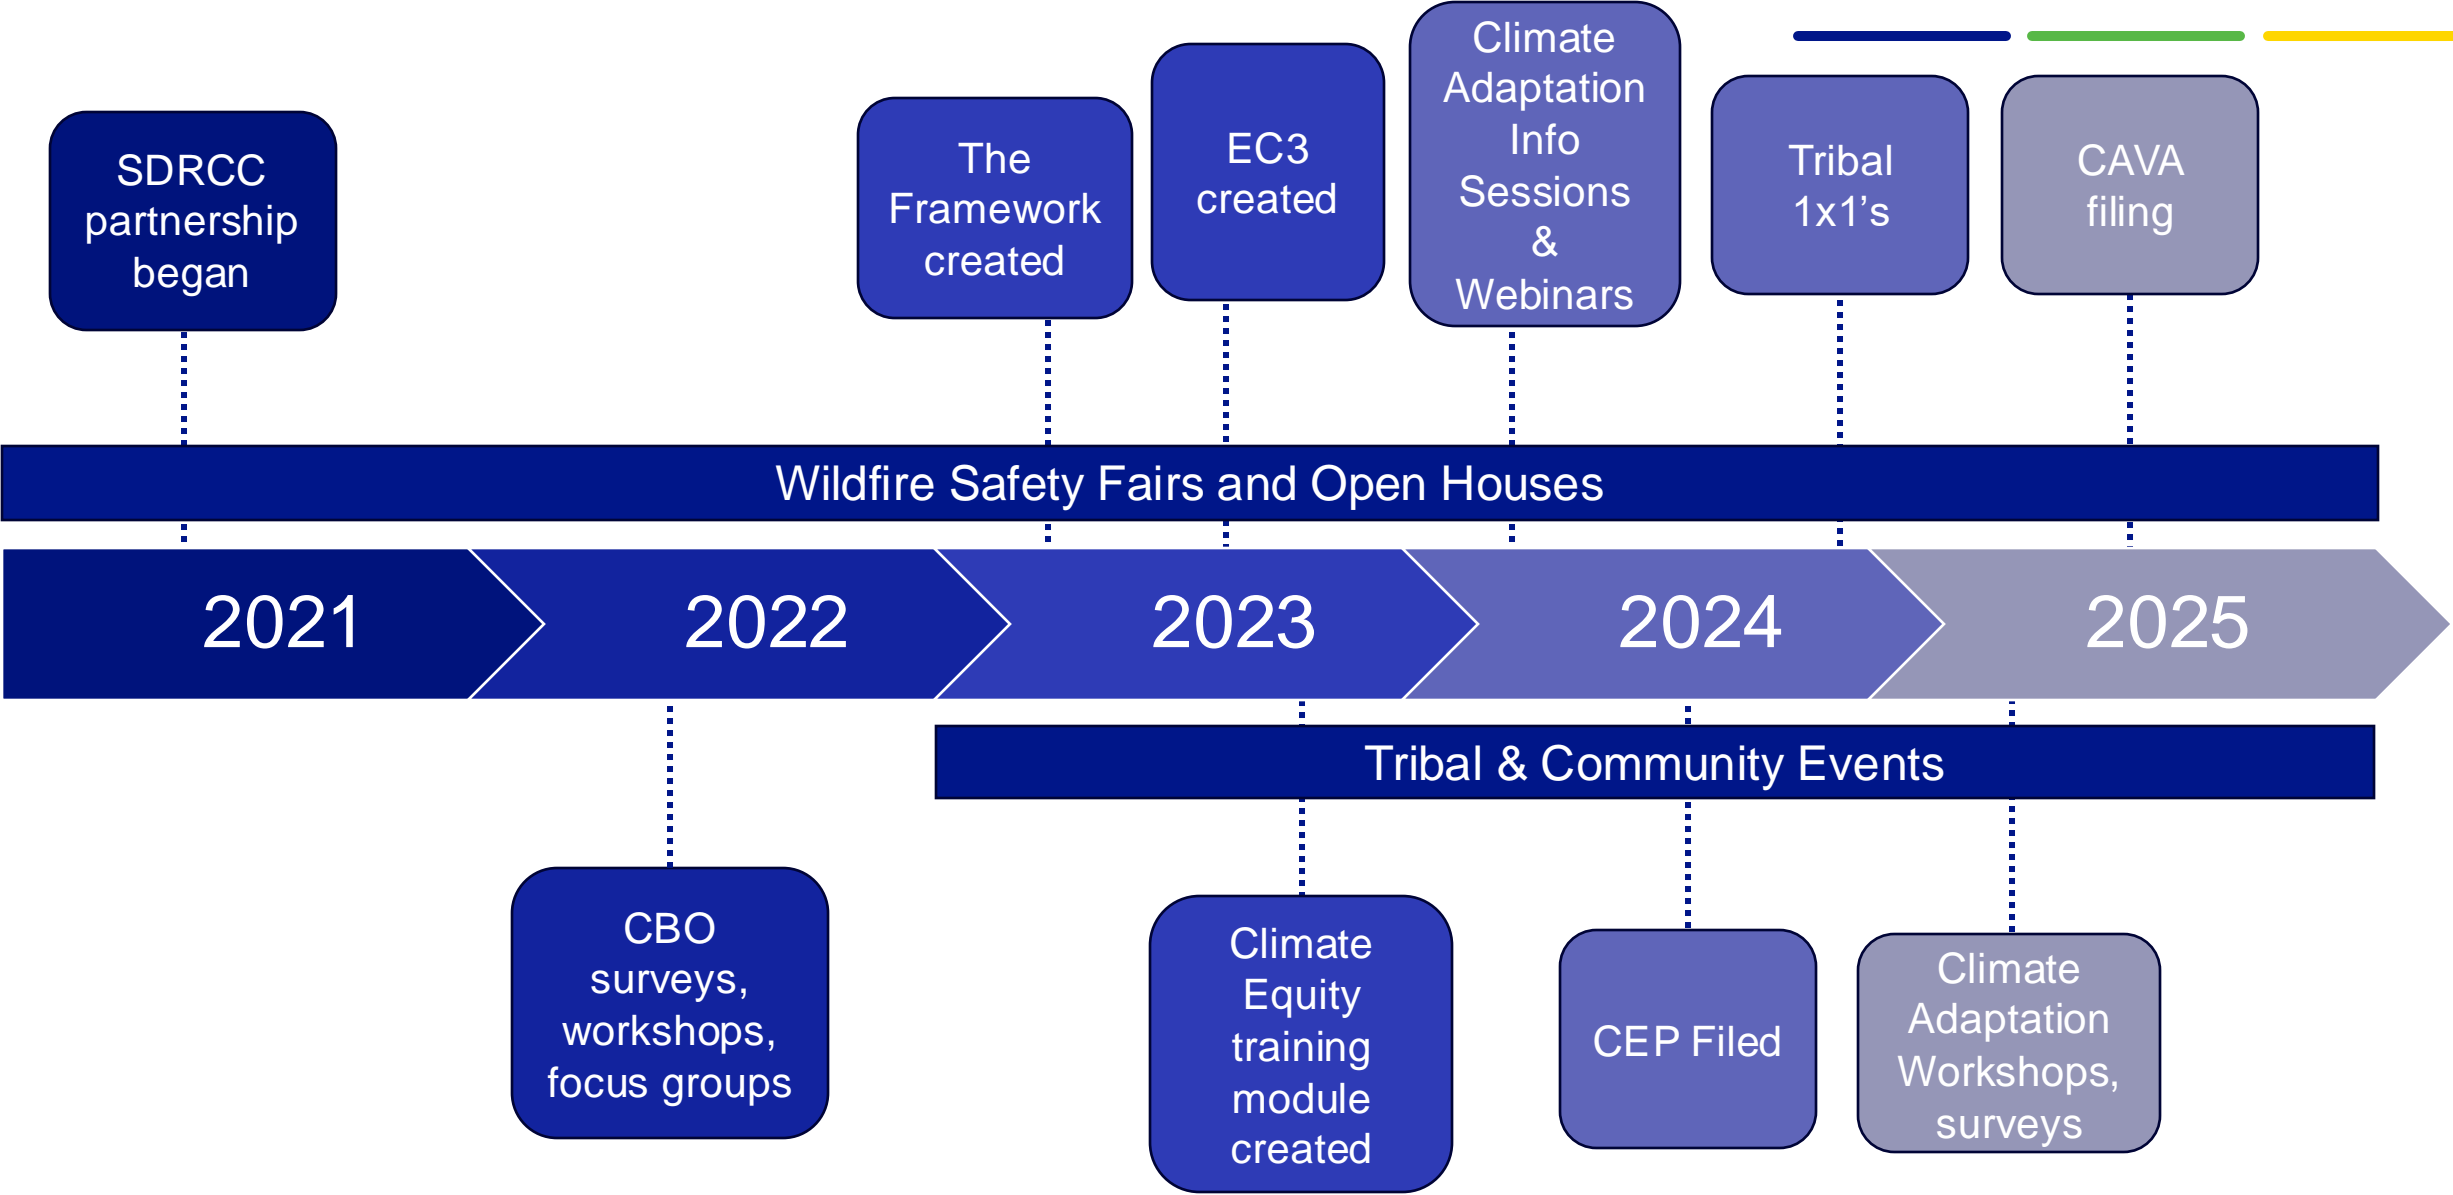 SDRCC
partnership
began
The
Framework
created
EC3
created
Climate
Adaptation
Info
Sessions
&
Webinars
Tribal
1x1’s
CAVA
filing
Wildfire Safety Fairs and Open Houses
2021
2022
2023
2024
2025
Tribal & Community Events
CBO
surveys,
workshops,
focus groups
Climate
Equity
training
module
created
CEP Filed
Climate
Adaptation
Workshops,
surveys